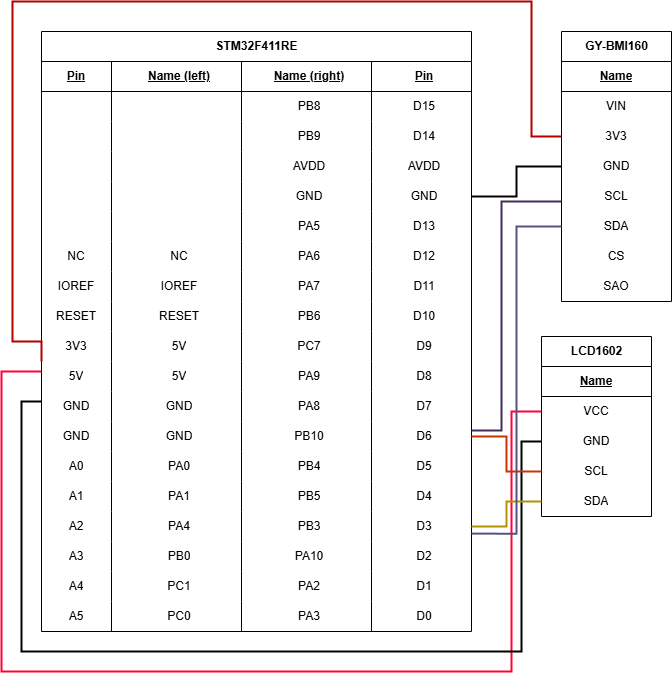 STM32F411RE
Pin Name (left) Name (right) Pin
PB8 D15
PB9 D14
AVDD AVDD
GND GND
PA5 D13
NC NC PA6 D12
IOREF IOREF PA7 D11
RESET RESET PB6 D10
3V3 5V PC7 D9
5V 5V PA9 D8
GND GND PA8 D7
GND GND PB10 D6
A0 PA0 PB4 D5
A1 PA1 PB5 D4
A2 PA4 PB3 D3
A3 PB0 PA10 D2
A4 PC1 PA2 D1
A5 PC0 PA3 D0
GY-BMI160
Name
VIN
3V3
GND
SCL
SDA
CS
SAO
LCD1602
Name
VCC
GND
SCL
SDA